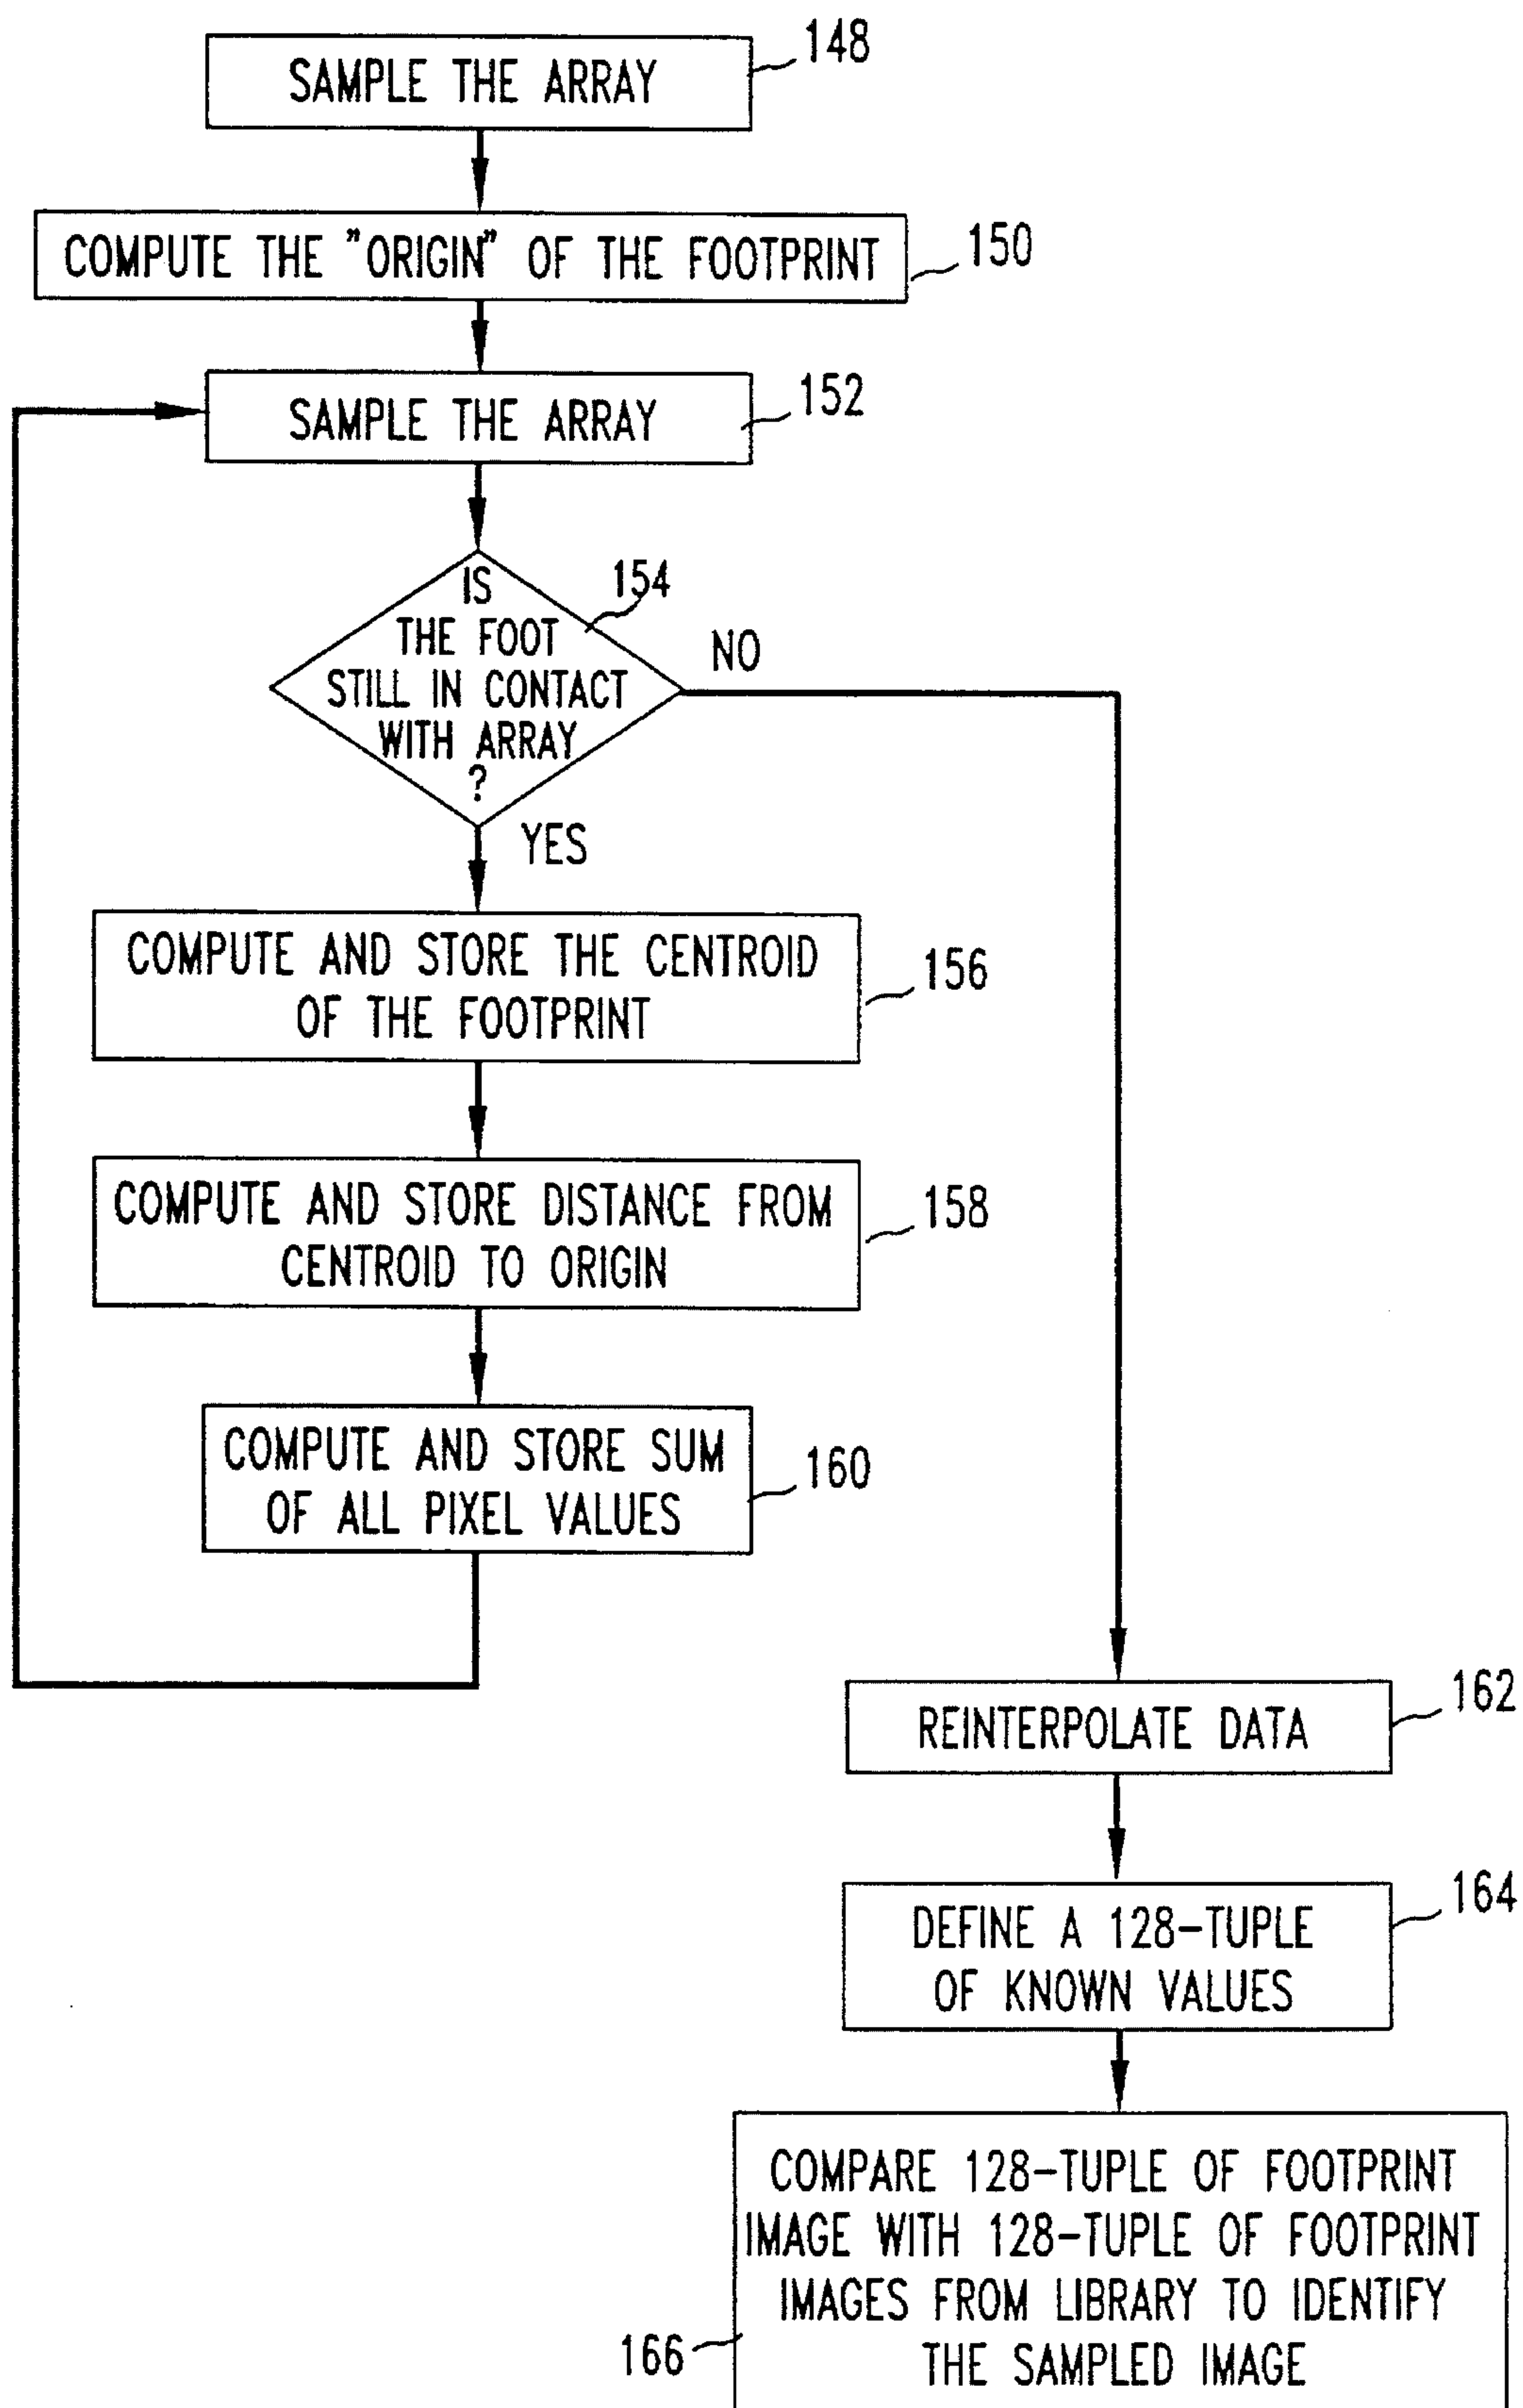 SAMPLE THE ARRAY
148
COMPUTE THE "ORIGIN" OF THE FOOTPRINT
150
SAMPLE THE ARRAY
152
IS
THE FOOT
STILL IN CONTACT
WITH ARRAY
?
154
NO
YES
COMPUTE AND STORE THE CENTROID
OF THE FOOTPRINT
156
COMPUTE AND STORE DISTANCE FROM
CENTROID TO ORIGIN
158
COMPUTE AND STORE SUM
OF ALL PIXEL VALUES
160
REINTERPOLATE DATA
162
DEFINE A 128-TUPLE
OF KNOWN VALUES
164
COMPARE 128-TUPLE OF FOOTPRINT
IMAGE WITH 128-TUPLE OF FOOTPRINT
IMAGES FROM LIBRARY TO IDENTIFY
THE SAMPLED IMAGE
166